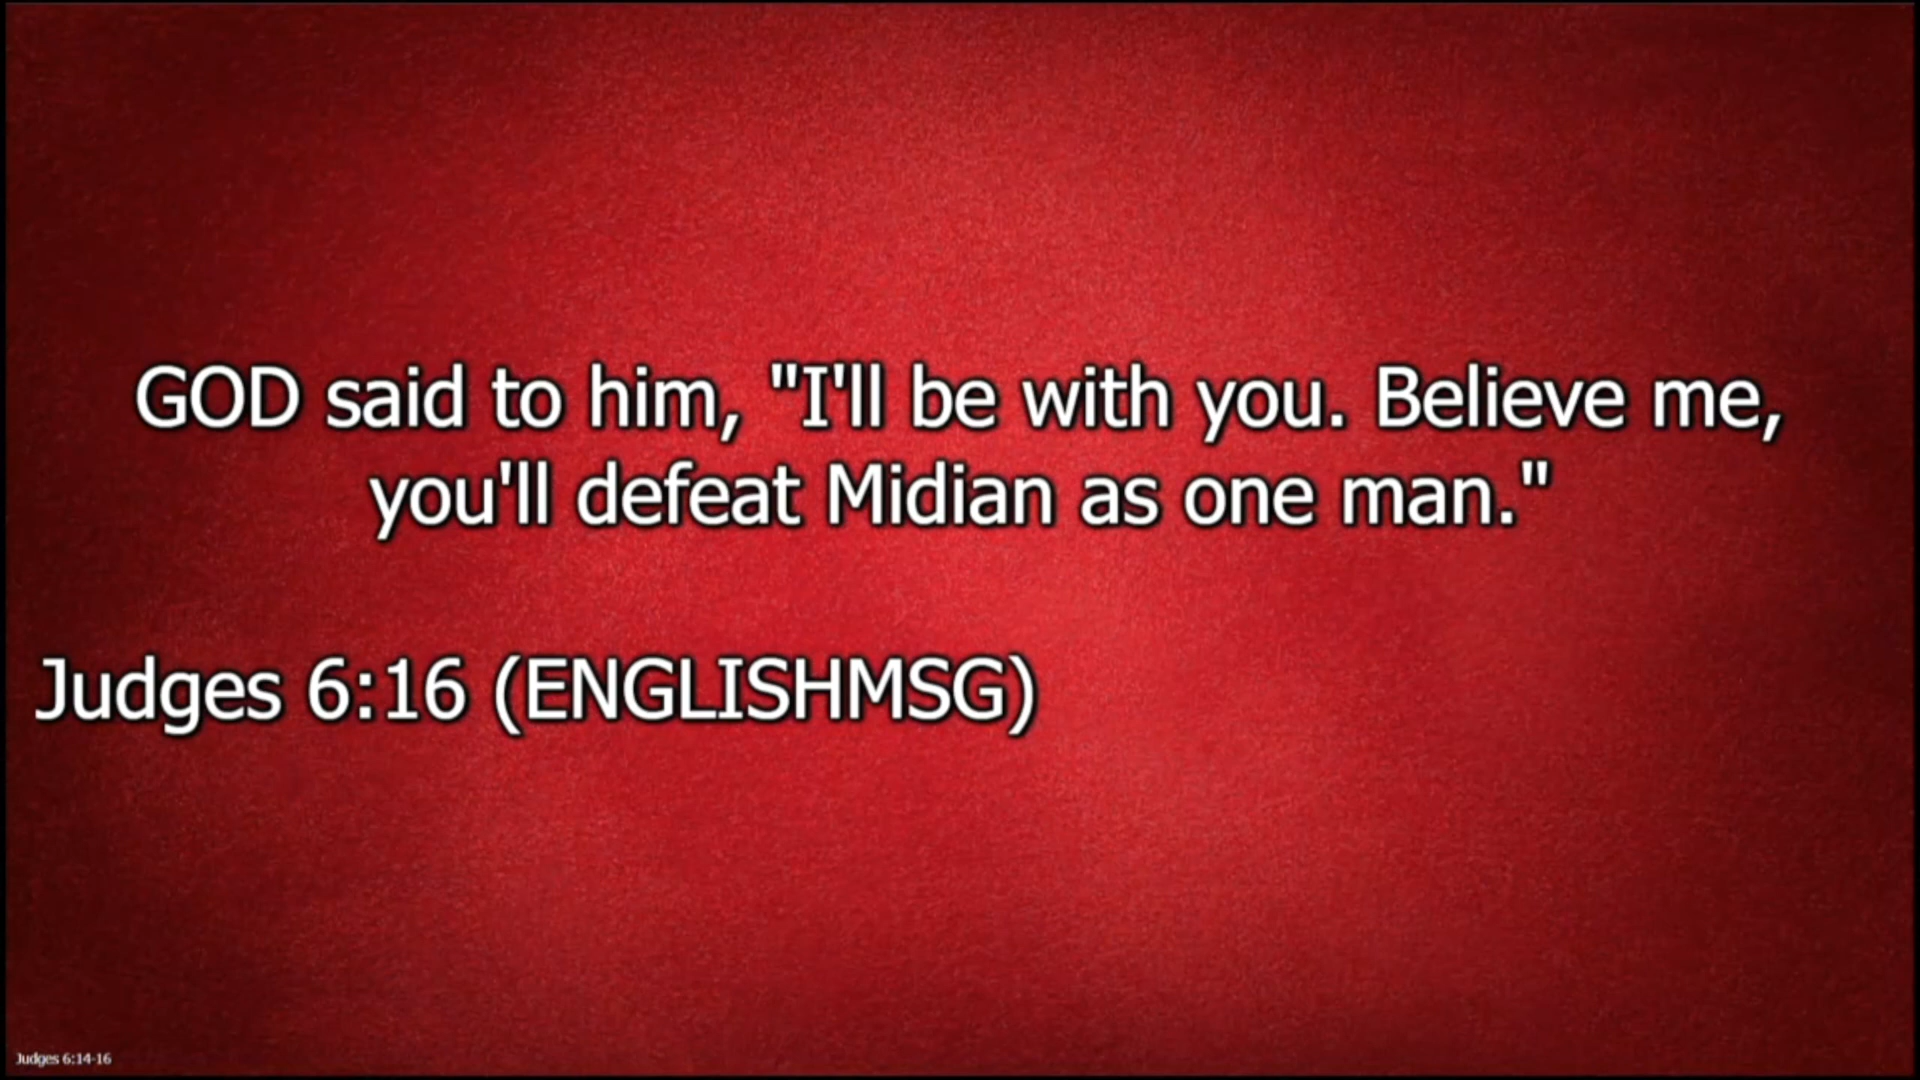 GOD said to him, "I'll be with you. Believe me,
you'll defeat Midian as one man."
Judges 6:16 (ENGLISHMSG)
Judges 6:14-16